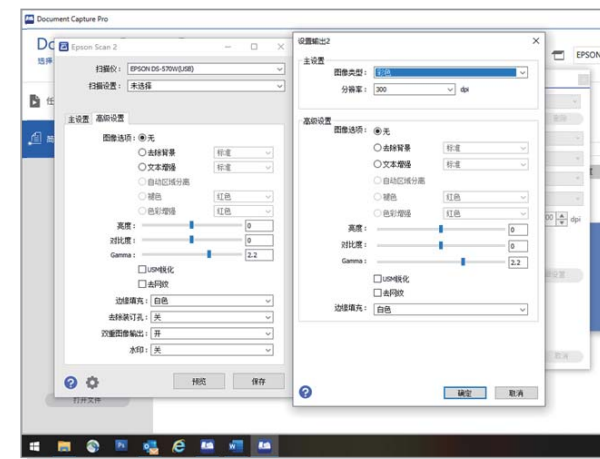 Document Capture Pro
Epson Scan 2
扫描仪： EPSON DS-570W(USB)
扫描设置： 未选择
主设置 高级设置
图像选项： 无
去除背景 标准
文本增强 标准
自动区域分离
褪色 红色
色彩增强 红色
亮度： 0
对比度： 0
Gamma： 2.2
USM锐化
去网纹
边缘填充： 白色
去除装订孔： 关
双重图像输出： 开
水印： 关
预览 保存
打开文件
设置输出2
主设置
图像类型： 彩色
分辨率： 300 dpi
高级设置
图像选项： 无
去除背景 标准
文本增强 标准
自动区域分离
褪色 红色
色彩增强 红色
亮度： 0
对比度： 0
Gamma： 2.2
USM锐化
去网纹
边缘填充： 白色
确定 取消
EPSON
删除
00 dpi
取消